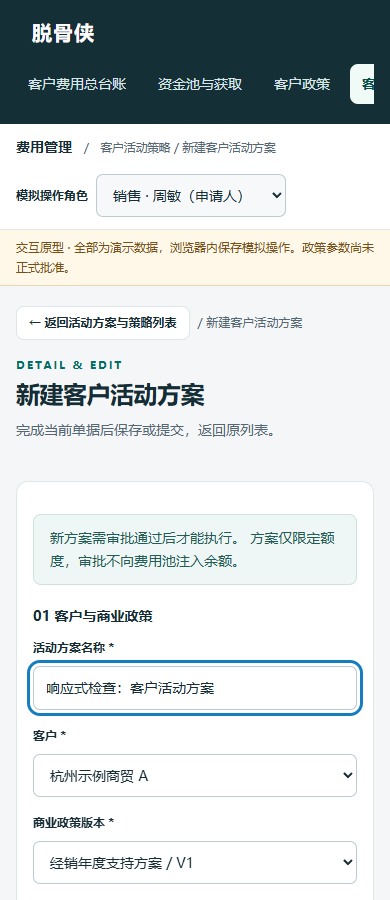 脱骨侠
客户费用总台账 资金池与获取 客户政策
费用管理 / 客户活动策略 / 新建客户活动方案
模拟操作角色 销售 · 周敏（申请人）
交互原型 · 全部为演示数据，浏览器内保存模拟操作。政策参数尚未
正式批准。
← 返回活动方案与策略列表 / 新建客户活动方案
DETAIL & EDIT
新建客户活动方案
完成当前单据后保存或提交，返回原列表。
新方案需审批通过后才能执行。 方案仅限定额
度，审批不向费用池注入余额。
01 客户与商业政策
活动方案名称 *
响应式检查：客户活动方案
客户 *
杭州示例商贸 A
商业政策版本 *
经销年度支持方案 / V1